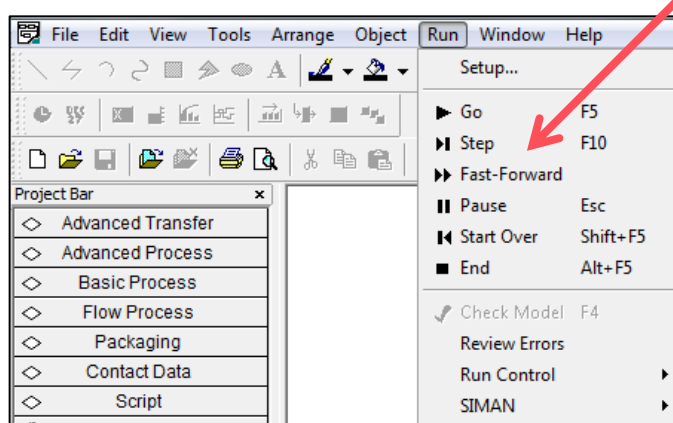 File Edit View Tools Arrange Object Run Window Help
Setup...
Go F5
Step F10
Fast-Forward
Pause Esc
Start Over Shift+F5
End Alt+F5
Check Model F4
Review Errors
Run Control
SIMAN
A
Project Bar x
Advanced Transfer
Advanced Process
Basic Process
Flow Process
Packaging
Contact Data
Script